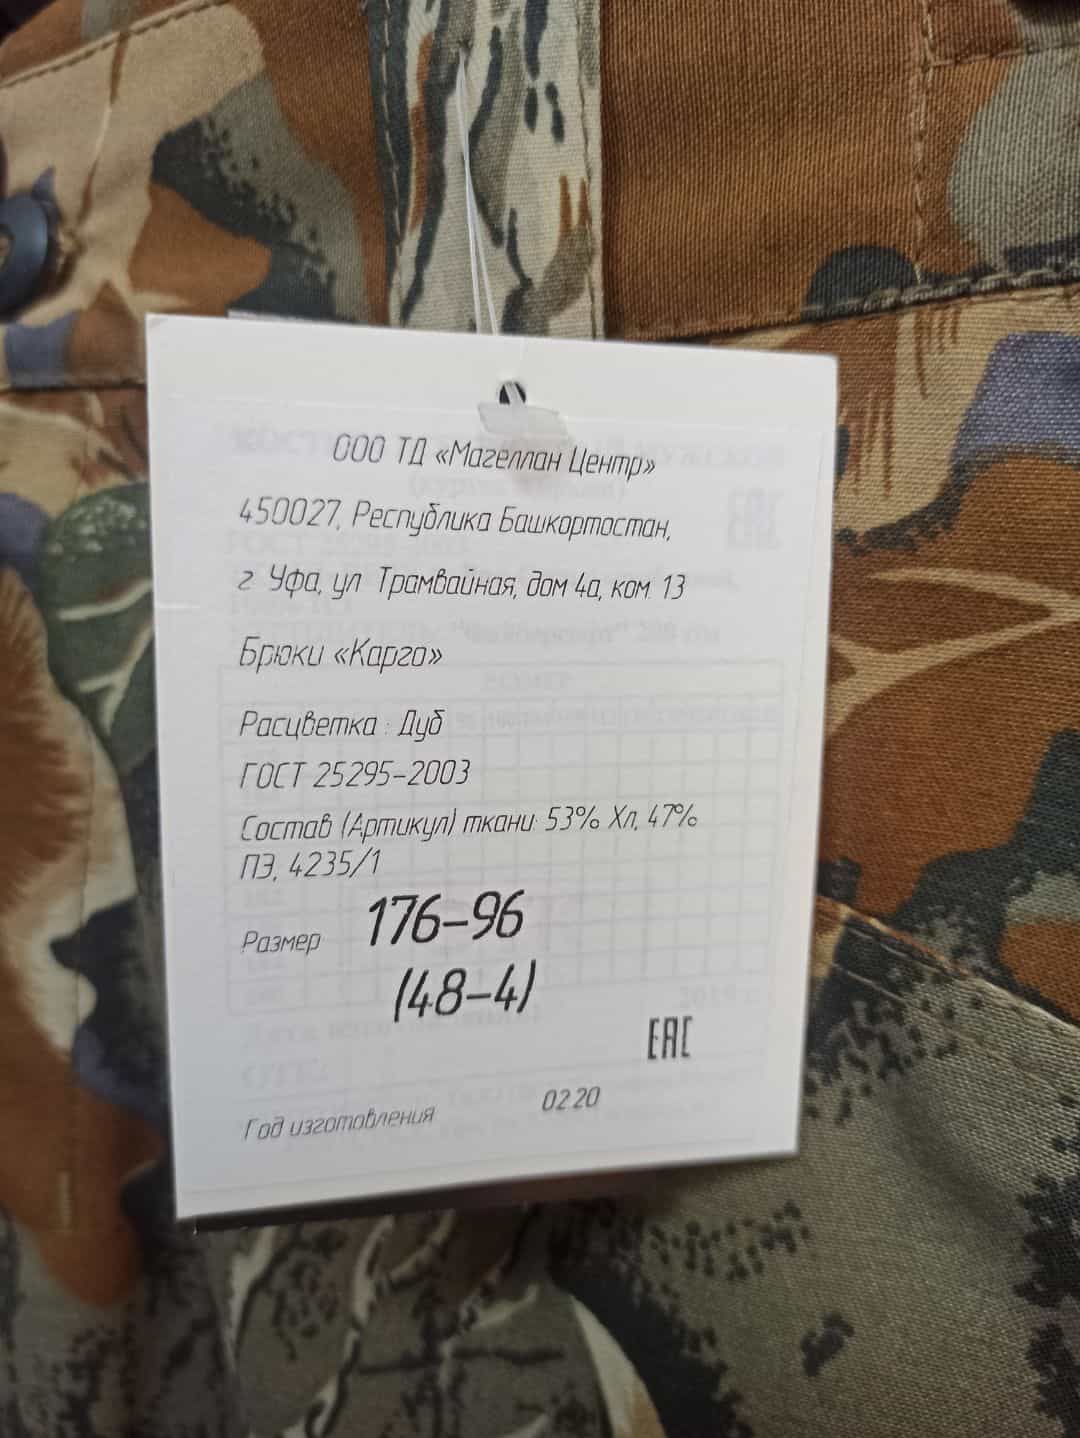 ООО ТД «Магеллан Центр»
450027, Республика Башкортостан,
г. Уфа, ул Трамвайная, дом 4а, ком. 13
Брюки «Карго»
Расцветка : Дуб
ГОСТ 25295-2003
Состав (Артикул) ткани: 53% Хл, 47%
ПЭ, 4235/1
Размер 176-96
(48-4)
EAC
Год изготовления 02.20